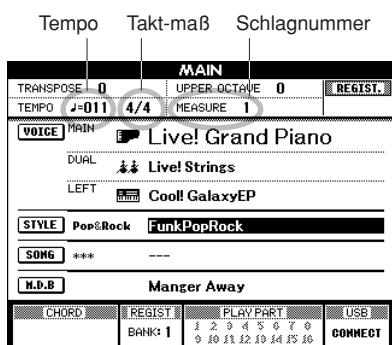 Tempo Takt-maß Schlagnummer
MAIN
TRANSPOSE 0 UPPER OCTAVE 0 REGIST.
TEMPO ♩=011 4/4 MEASURE 1
VOICE MAIN Live! Grand Piano
DUAL Live! Strings
LEFT Cool! GalaxyEP
STYLE Pop&Rock FunkPopRock
SONG *** ---
M.D.B Manger Away
CHORD REGIST PLAY PART USB
BANK: 1 1 2 3 4 5 6 7 8 CONNECT
9 10 11 12 13 14 15 16